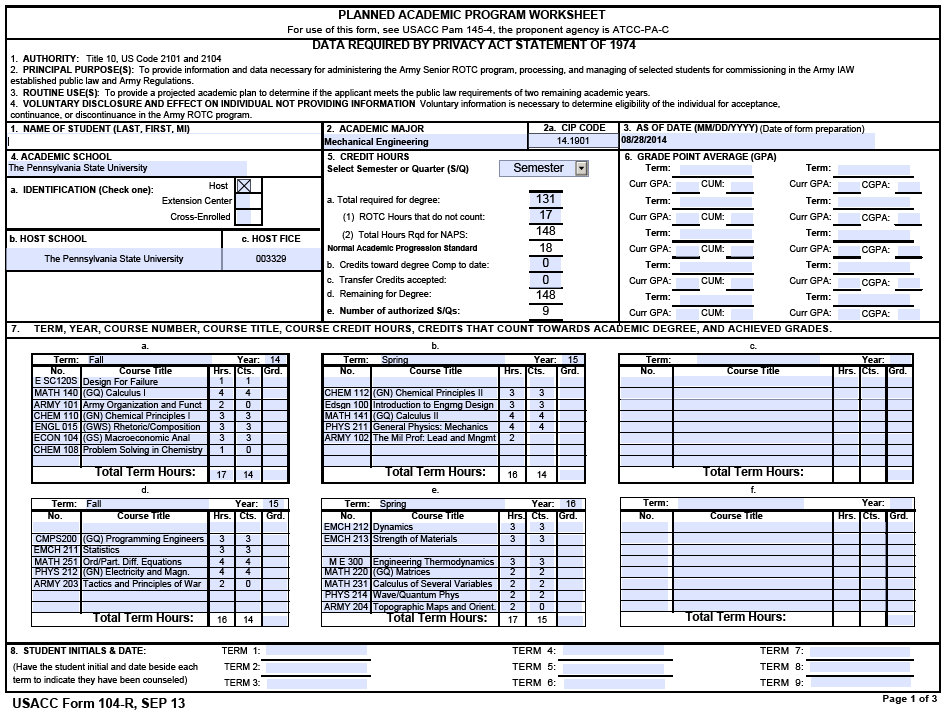 PLANNED ACADEMIC PROGRAM WORKSHEET
For use of this form, see USACC Pam 145-4, the proponent agency is ATCC-PA-C
DATA REQUIRED BY PRIVACY ACT STATEMENT OF 1974
1. AUTHORITY: Title 10, US Code 2101 and 2104
2. PRINCIPAL PURPOSE(S): To provide information and data necessary for administering the Army Senior ROTC program, processing, and managing of selected students for commissioning in the Army IAW
established public law and Army Regulations.
3. ROUTINE USE(S): To provide a projected academic plan to determine if the applicant meets the public law requirements of two remaining academic years.
4. VOLUNTARY DISCLOSURE AND EFFECT ON INDIVIDUAL NOT PROVIDING INFORMATION Voluntary information is necessary to determine eligibility of the individual for acceptance,
continuance, or discontinuance in the Army ROTC program.
1. NAME OF STUDENT (LAST, FIRST, MI)
2. ACADEMIC MAJOR
Mechanical Engineering
2a. CIP CODE
14.1901
3. AS OF DATE (MM/DD/YYYY) (Date of form preparation)
08/28/2014
4. ACADEMIC SCHOOL
The Pennsylvania State University
a. IDENTIFICATION (Check one):
Host
Extension Center
Cross-Enrolled
b. HOST SCHOOL
c. HOST FICE
The Pennsylvania State University
003329
5. CREDIT HOURS
Select Semester or Quarter (S/Q)
Semester
a. Total required for degree: 131
(1) ROTC Hours that do not count: 17
(2) Total Hours Rqd for NAPS: 148
Normal Academic Progression Standard 18
b. Credits toward degree Comp to date: 0
c. Transfer Credits accepted: 0
d. Remaining for Degree: 148
e. Number of authorized S/Qs: 9
6. GRADE POINT AVERAGE (GPA)
Term: Term:
Curr GPA: CUM: Curr GPA: CGPA:
Term: Term:
Curr GPA: CUM: Curr GPA: CGPA:
Term: Term:
Curr GPA: CUM: Curr GPA: CGPA:
Term: Term:
Curr GPA: CUM: Curr GPA: CGPA:
Term: Term:
Curr GPA: CUM: Curr GPA: CGPA:
7. TERM, YEAR, COURSE NUMBER, COURSE TITLE, COURSE CREDIT HOURS, CREDITS THAT COUNT TOWARDS ACADEMIC DEGREE, AND ACHIEVED GRADES.
a.
Term: Fall Year: 14
No. Course Title Hrs. Cts. Grd.
E SC120S Design For Failure 1 1
MATH 140 (GQ) Calculus I 4 4
ARMY 101 Army Organization and Funct 2 0
CHEM 110 (GN) Chemical Principles I 3 3
ENGL 015 (GWS) Rhetoric/Composition 3 3
ECON 104 (GS) Macroeconomic Anal 3 3
CHEM 108 Problem Solving in Chemistry 1 0
Total Term Hours: 17 14
b.
Term: Spring Year: 15
No. Course Title Hrs. Cts. Grd.
CHEM 112 (GN) Chemical Principles II 3 3
Edsgn 100 Introduction to Engrng Design 3 3
MATH 141 (GQ) Calculus II 4 4
PHYS 211 General Physics: Mechanics 4 4
ARMY 102 The Mil Prof: Lead and Mngmt 2
Total Term Hours: 16 14
c.
Term: Year:
No. Course Title Hrs. Cts. Grd.
Total Term Hours:
d.
Term: Fall Year: 15
No. Course Title Hrs. Cts. Grd.
CMPS200 (GQ) Programming Engineers 3 3
EMCH 211 Statistics 3 3
MATH 251 Ord/Part. Diff. Equations 4 4
PHYS 212 (GN) Electricity and Magn. 4 4
ARMY 203 Tactics and Principles of War 2 0
Total Term Hours: 16 14
e.
Term: Spring Year: 16
No. Course Title Hrs. Cts. Grd.
EMCH 212 Dynamics 3 3
EMCH 213 Strength of Materials 3 3
M E 300 Engineering Thermodynamics 3 3
MATH 220 (GQ) Matrices 2 2
MATH 231 Calculus of Several Variables 2 2
PHYS 214 Wave/Quantum Phys 2 2
ARMY 204 Topographic Maps and Orient. 2 0
Total Term Hours: 17 15
f.
Term: Year:
No. Course Title Hrs. Cts. Grd.
Total Term Hours:
8. STUDENT INITIALS & DATE:
(Have the student initial and date beside each
term to indicate they have been counseled)
TERM 1: TERM 4: TERM 7:
TERM 2: TERM 5: TERM 8:
TERM 3: TERM 6: TERM 9:
USACC Form 104-R, SEP 13
Page 1 of 3